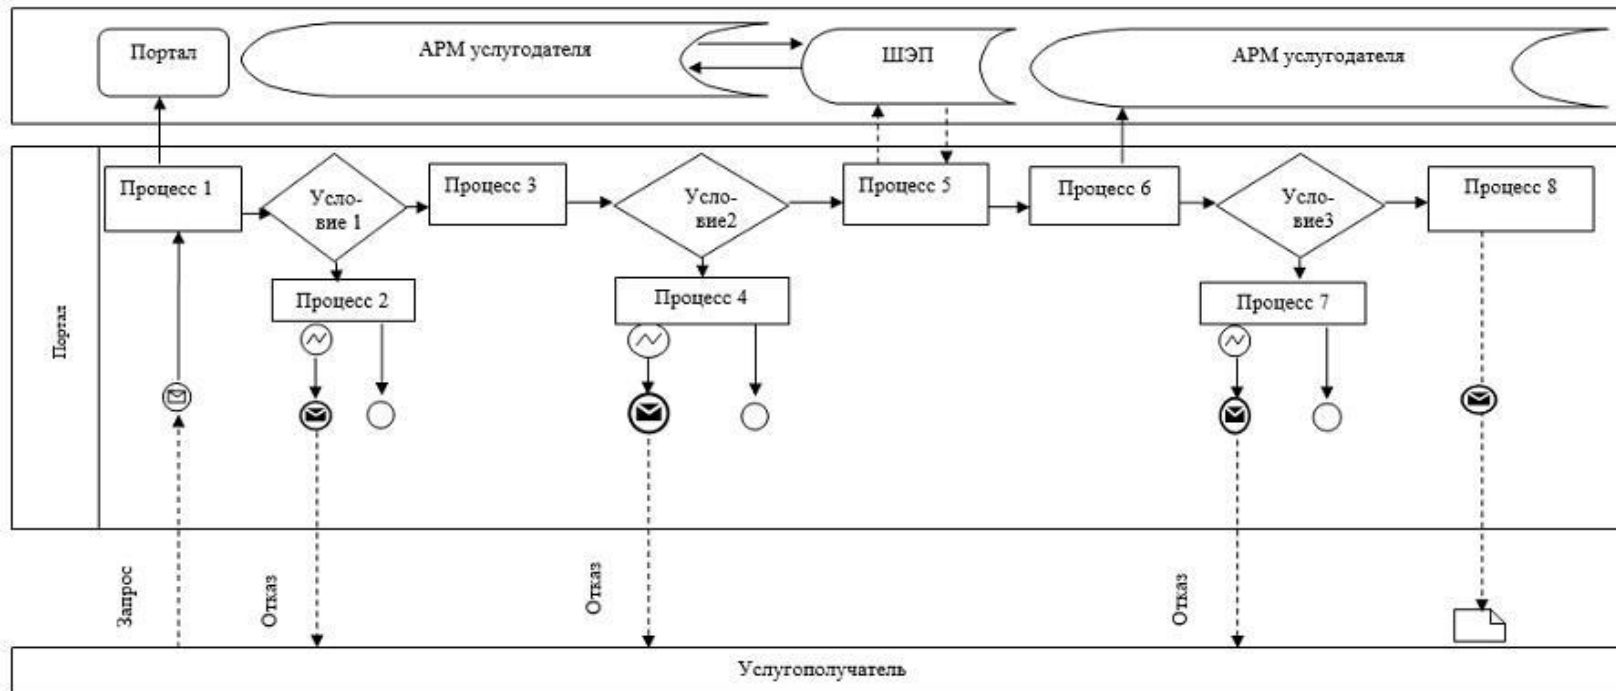 Портал
АРМ услугодателя
ШЭП
АРМ услугодателя
Портал
Процесс 1
Усло-
вие 1
Процесс 3
Усло-
вие2
Процесс 5
Процесс 6
Усло-
вие3
Процесс 8
Процесс 2
Процесс 4
Процесс 7
Запрос
Отказ
Отказ
Отказ
Услугополучатель